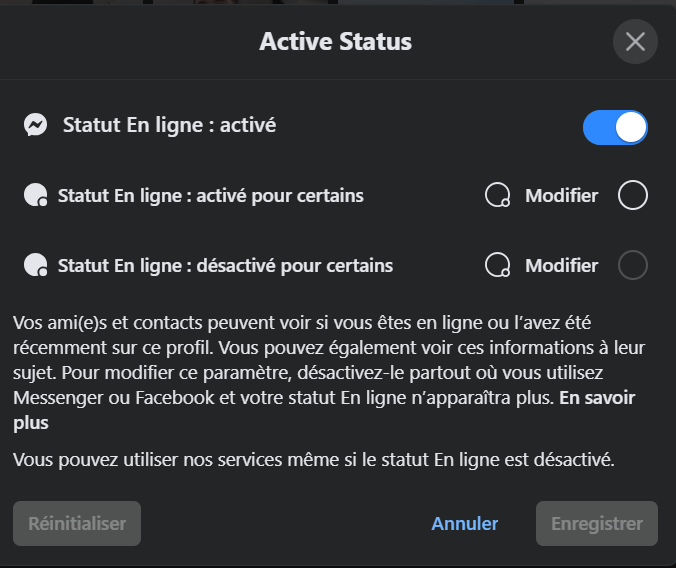 Active Status
Statut En ligne : activé
Statut En ligne : activé pour certains Modifier
Statut En ligne : désactivé pour certains Modifier
Vos ami(e)s et contacts peuvent voir si vous êtes en ligne ou l’avez été
récemment sur ce profil. Vous pouvez également voir ces informations à leur
sujet. Pour modifier ce paramètre, désactivez-le partout où vous utilisez
Messenger ou Facebook et votre statut En ligne n’apparaîtra plus. En savoir
plus
Vous pouvez utiliser nos services même si le statut En ligne est désactivé.
Réinitialiser Annuler Enregistrer